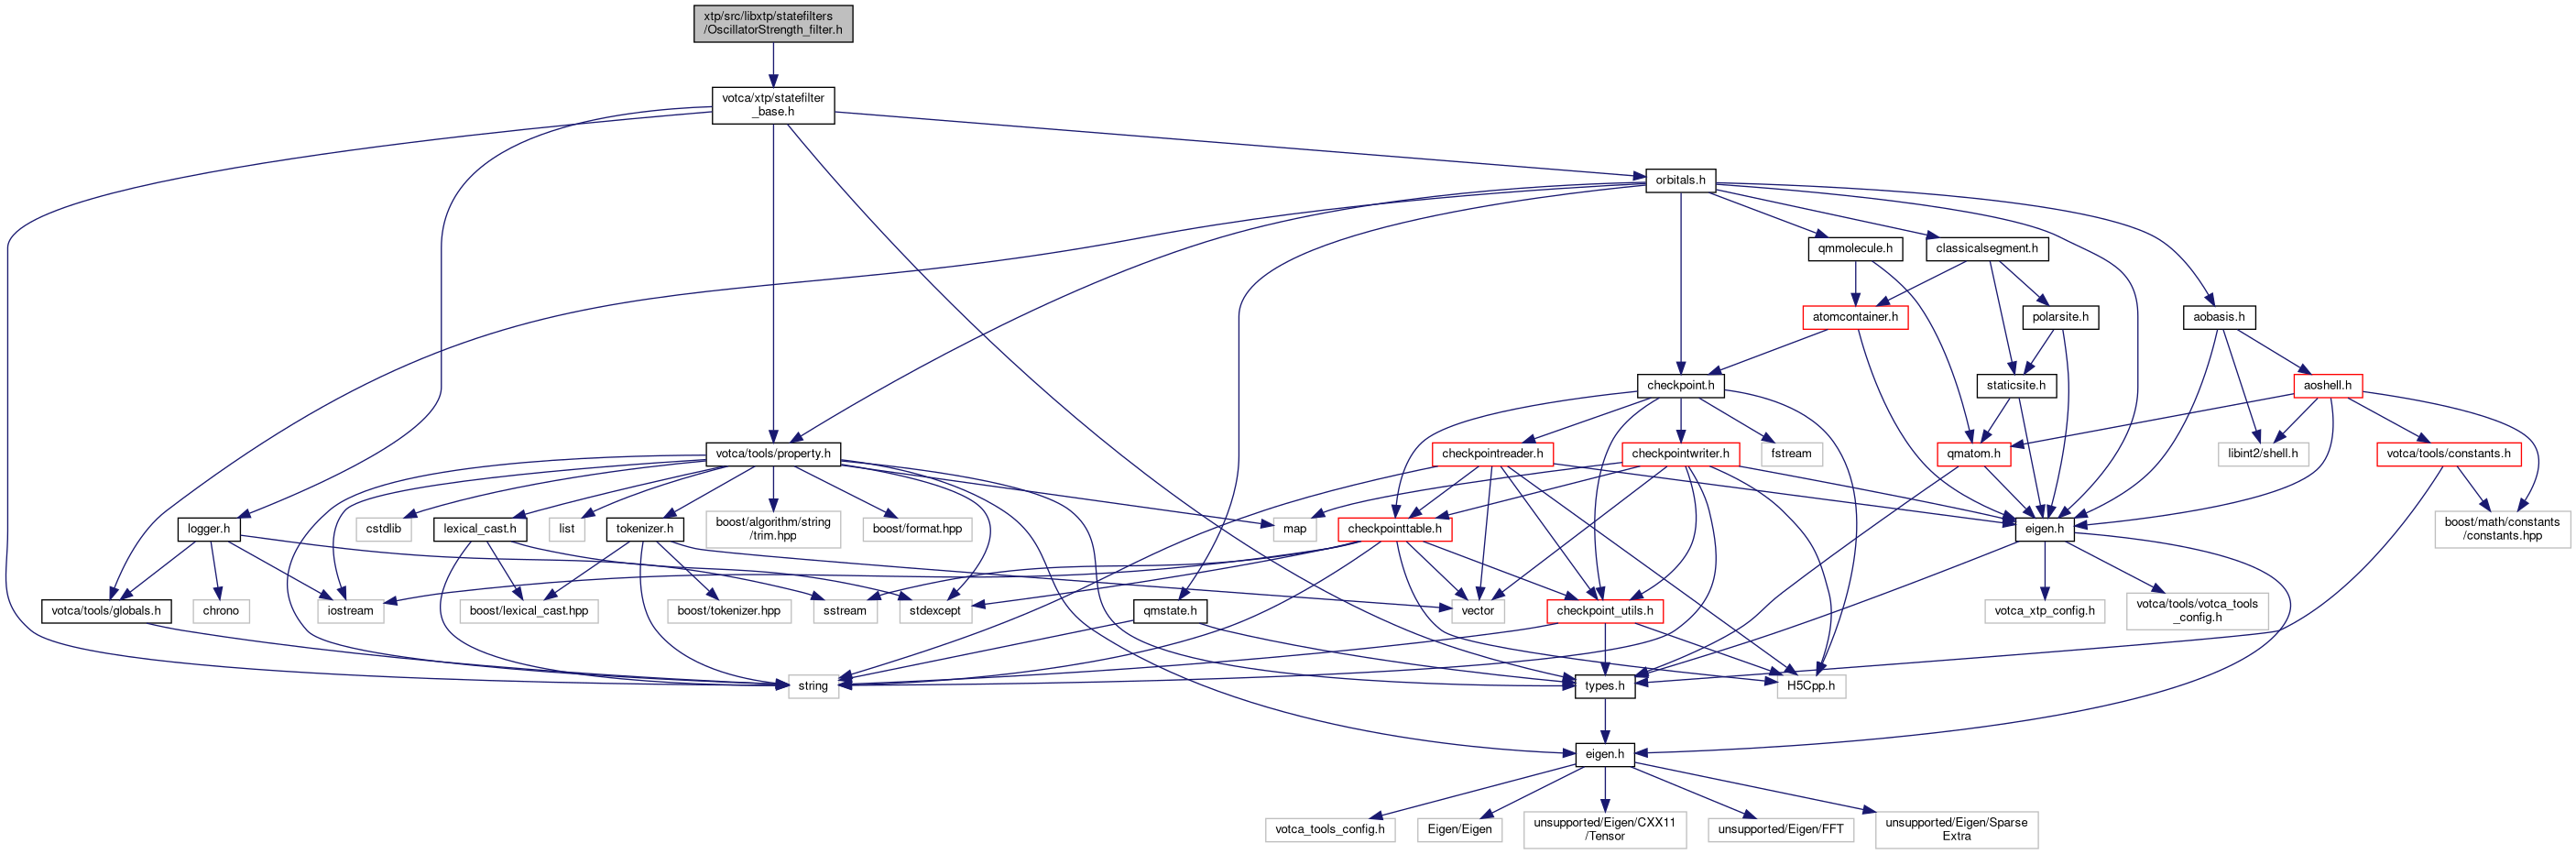 xtp/src/libxtp/statefilters
/OscillatorStrength_filter.h
votca/xtp/statefilter
_base.h
orbitals.h
qmmolecule.h
classicalsegment.h
atomcontainer.h
polarsite.h
aobasis.h
checkpoint.h
staticsite.h
aoshell.h
votca/tools/property.h
checkpointreader.h
checkpointwriter.h
fstream
qmatom.h
libint2/shell.h
votca/tools/constants.h
cstdlib
logger.h
lexical_cast.h
list
tokenizer.h
boost/algorithm/string
/trim.hpp
boost/format.hpp
map
checkpointtable.h
eigen.h
boost/math/constants
/constants.hpp
votca/tools/globals.h
chrono
iostream
boost/lexical_cast.hpp
boost/tokenizer.hpp
sstream
stdexcept
qmstate.h
vector
checkpoint_utils.h
votca_xtp_config.h
votca/tools/votca_tools
_config.h
string
types.h
H5Cpp.h
eigen.h
votca_tools_config.h
Eigen/Eigen
unsupported/Eigen/CXX11
/Tensor
unsupported/Eigen/FFT
unsupported/Eigen/Sparse
Extra